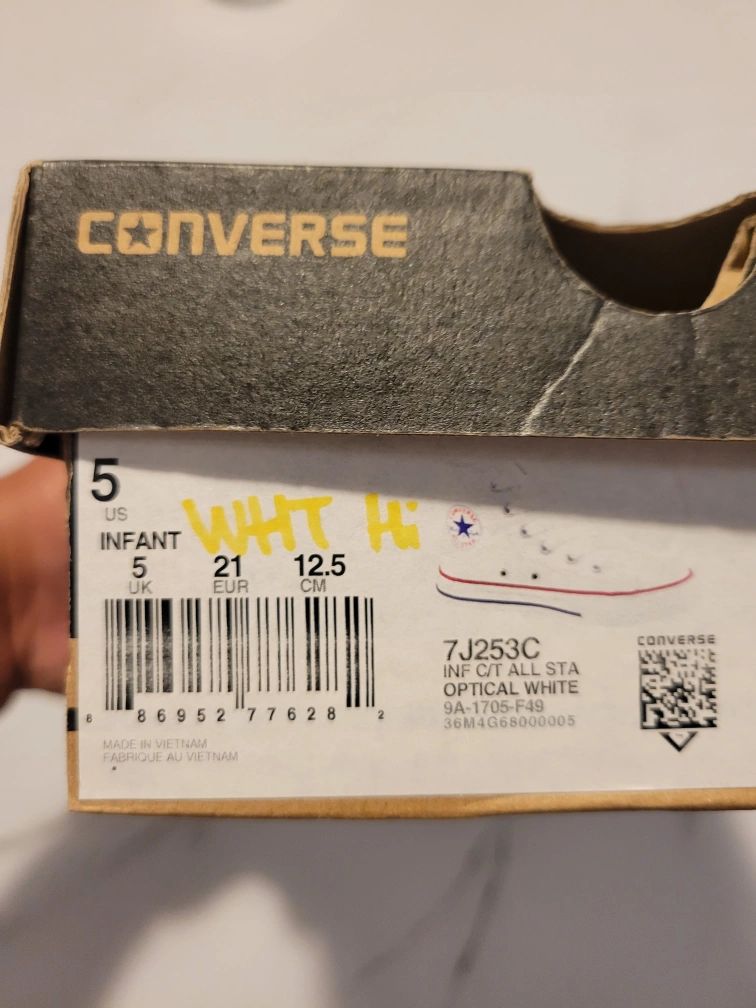 CONVERSE
5
US
WHT Hi
INFANT
5 21 12.5
UK EUR CM
8 86952 77628 2
MADE IN VIETNAM
FABRIQUE AU VIETNAM
7J253C
INF C/T ALL STA
OPTICAL WHITE
9A-1705-F49
36M4G68000005
CONVERSE